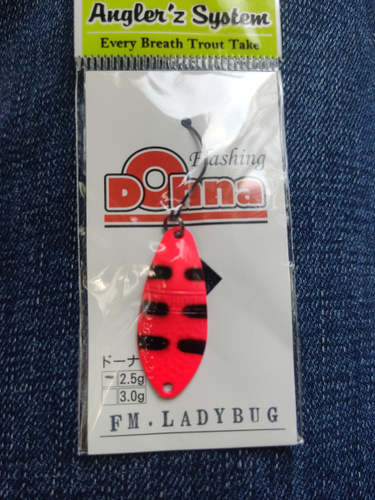 Angler'z System
Every Breath Trout Take
Flashing
Donna
ドーナ
2.5g
3.0g
FM.LADYBUG